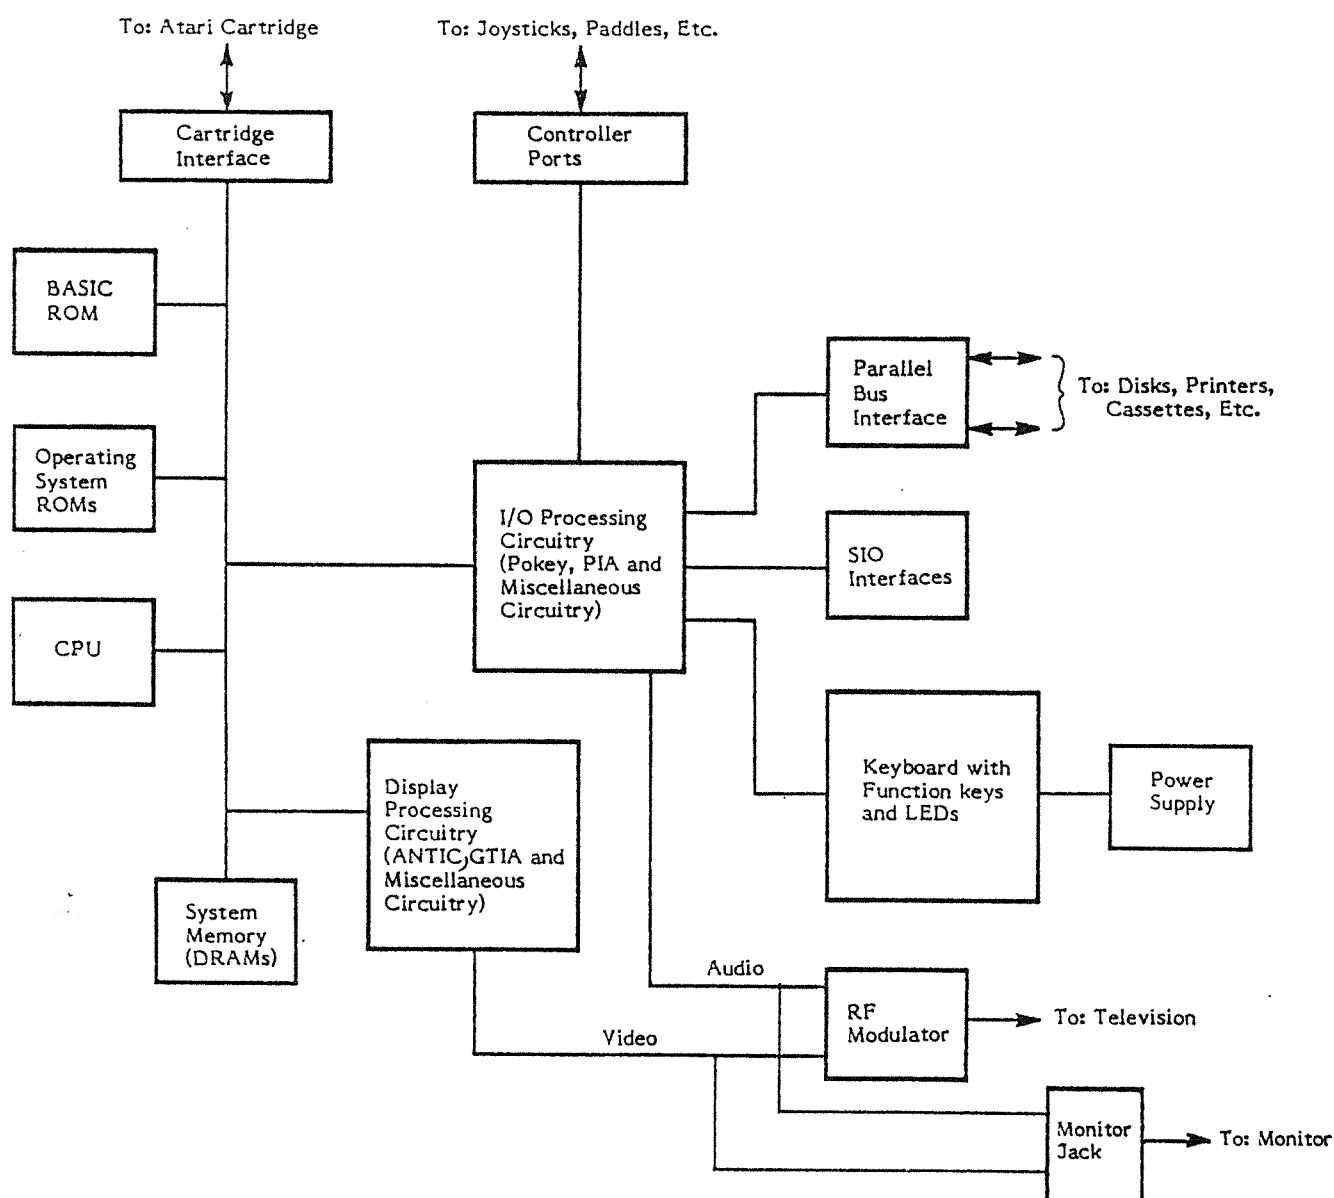 To: Atari Cartridge
To: Joysticks, Paddles, Etc.
Cartridge
Interface
Controller
Ports
BASIC
ROM
Parallel
Bus
Interface
To: Disks, Printers,
Cassettes, Etc.
Operating
System
ROMs
I/O Processing
Circuitry
(Pokey, PIA and
Miscellaneous
Circuitry)
SIO
Interfaces
CPU
Display
Processing
Circuitry
(ANTIC,GTIA and
Miscellaneous
Circuitry)
Keyboard with
Function keys
and LEDs
Power
Supply
System
Memory
(DRAMs)
Audio
RF
Modulator
To: Television
Video
Monitor
Jack
To: Monitor